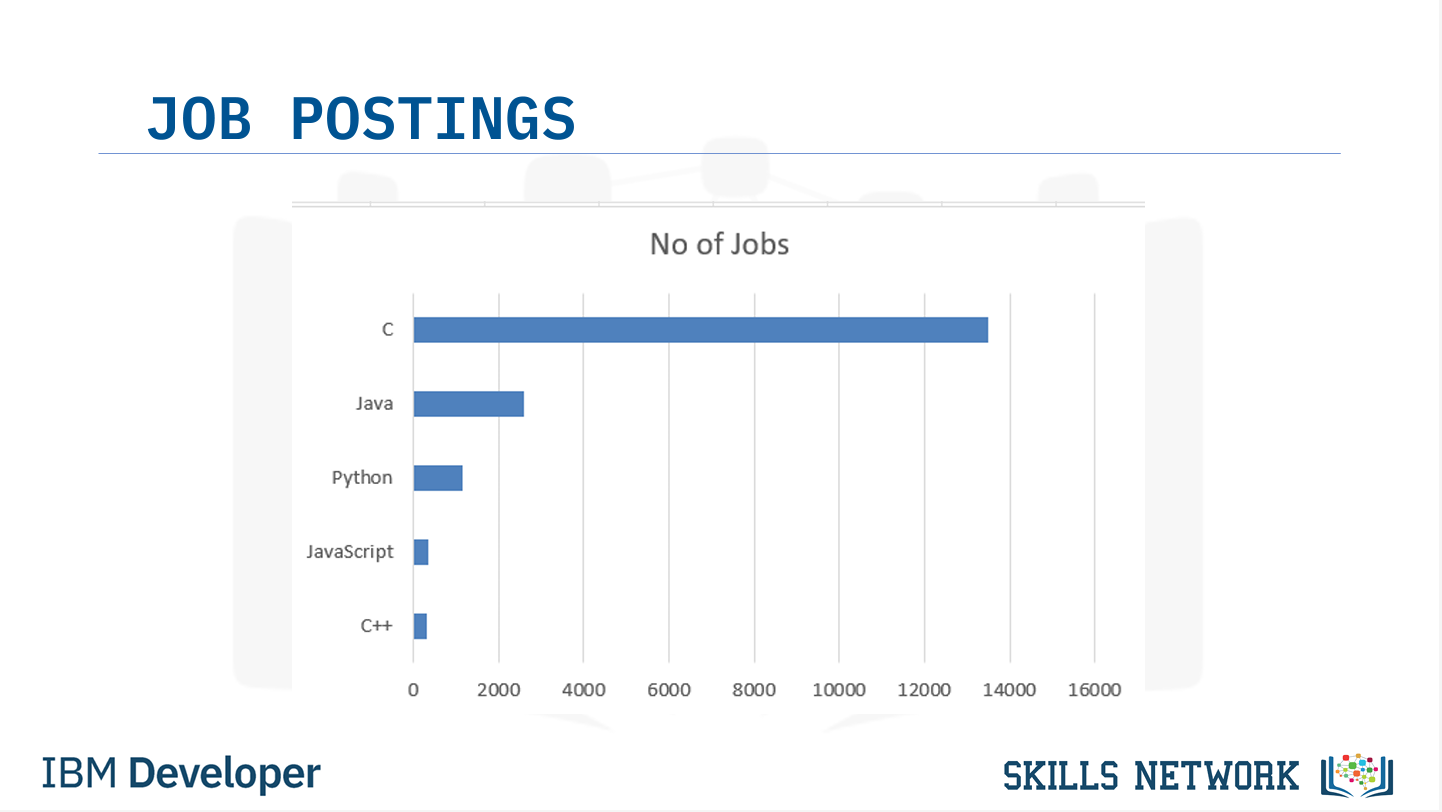 JOB POSTINGS
No of Jobs
C
Java
Python
JavaScript
C++
0 2000 4000 6000 8000 10000 12000 14000 16000
IBM Developer
SKILLS NETWORK